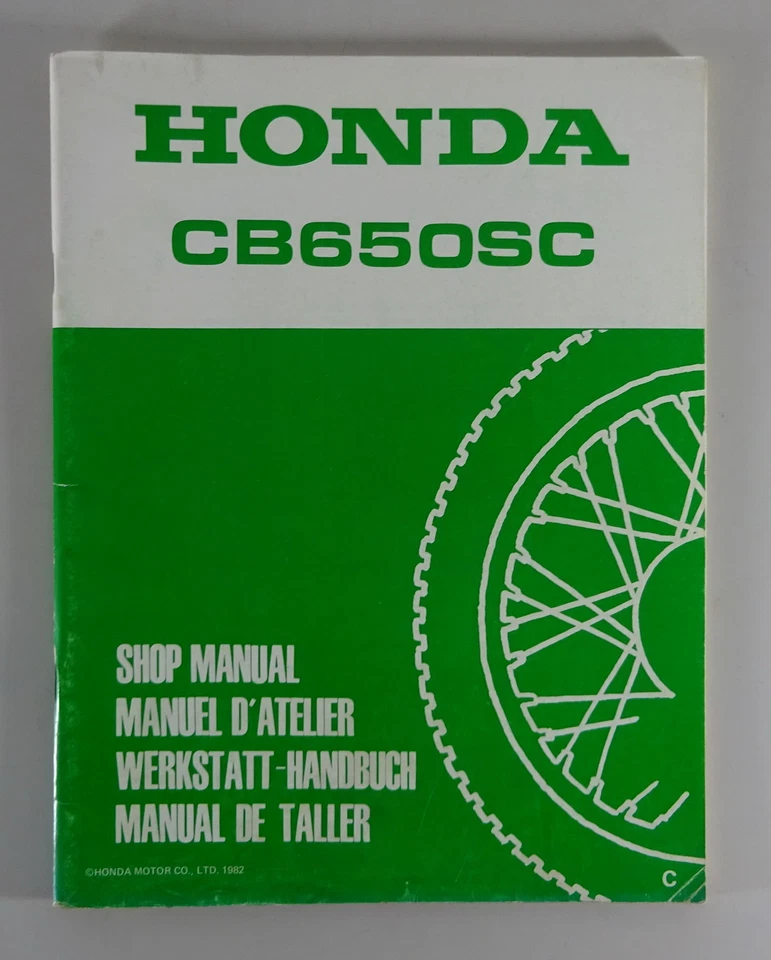 HONDA
CB650SC
SHOP MANUAL
MANUEL D'ATELIER
WERKSTATT-HANDBUCH
MANUAL DE TALLER
©HONDA MOTOR CO., LTD. 1982
C